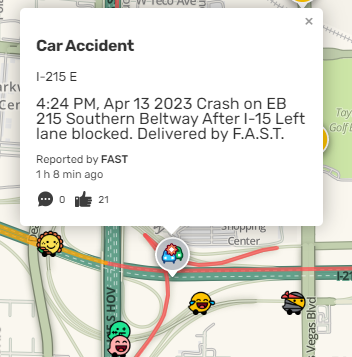 W-Teco Ave
×
Car Accident
I-215 E
4:24 PM, Apr 13 2023 Crash on EB
215 Southern Beltway After I-15 Left
lane blocked. Delivered by F.A.S.T.
Reported by FAST
1 h 8 min ago
0
21
Shopping
Center
Vegas Blvd